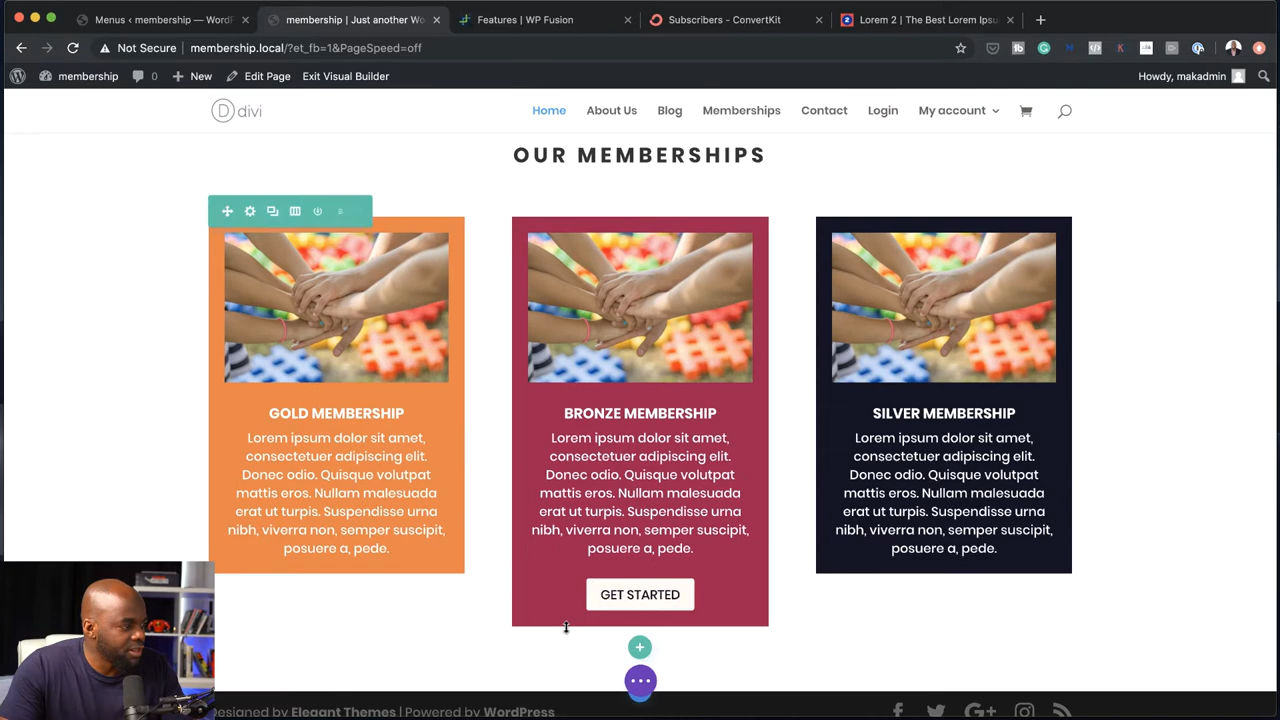 Menus ‹ membership — WordPr
membership | Just another Wo
Features | WP Fusion
Subscribers - ConvertKit
Lorem 2 | The Best Lorem Ipsu
Not Secure
membership.local/?et_fb=1&PageSpeed=off
membership
0
New
Edit Page
Exit Visual Builder
Howdy, makadmin
D divi
Home
About Us
Blog
Memberships
Contact
Login
My account
OUR MEMBERSHIPS
GOLD MEMBERSHIP
Lorem ipsum dolor sit amet,
consectetuer adipiscing elit.
Donec odio. Quisque volutpat
mattis eros. Nullam malesuada
erat ut turpis. Suspendisse urna
nibh, viverra non, semper suscipit,
posuere a, pede.
BRONZE MEMBERSHIP
Lorem ipsum dolor sit amet,
consectetuer adipiscing elit.
Donec odio. Quisque volutpat
mattis eros. Nullam malesuada
erat ut turpis. Suspendisse urna
nibh, viverra non, semper suscipit,
posuere a, pede.
GET STARTED
SILVER MEMBERSHIP
Lorem ipsum dolor sit amet,
consectetuer adipiscing elit.
Donec odio. Quisque volutpat
mattis eros. Nullam malesuada
erat ut turpis. Suspendisse urna
nibh, viverra non, semper suscipit,
posuere a, pede.
Designed by Elegant Themes | Powered by WordPress